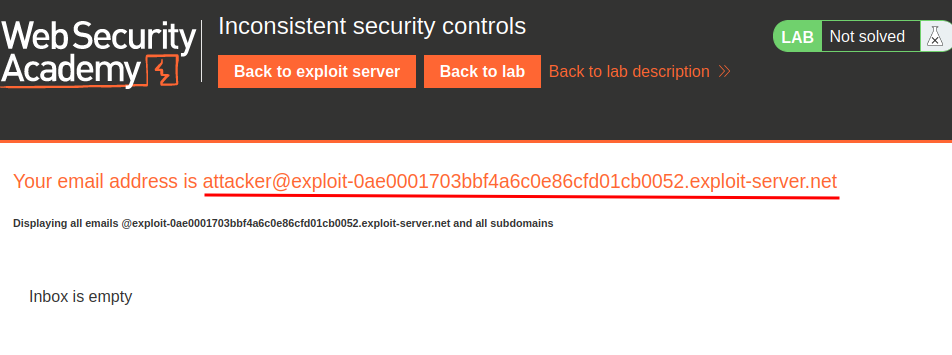 Web Security
Academy
Inconsistent security controls
LAB Not solved
Back to exploit server Back to lab Back to lab description
Your email address is attacker@exploit-0ae0001703bbf4a6c0e86cfd01cb0052.exploit-server.net
Displaying all emails @exploit-0ae0001703bbf4a6c0e86cfd01cb0052.exploit-server.net and all subdomains
Inbox is empty